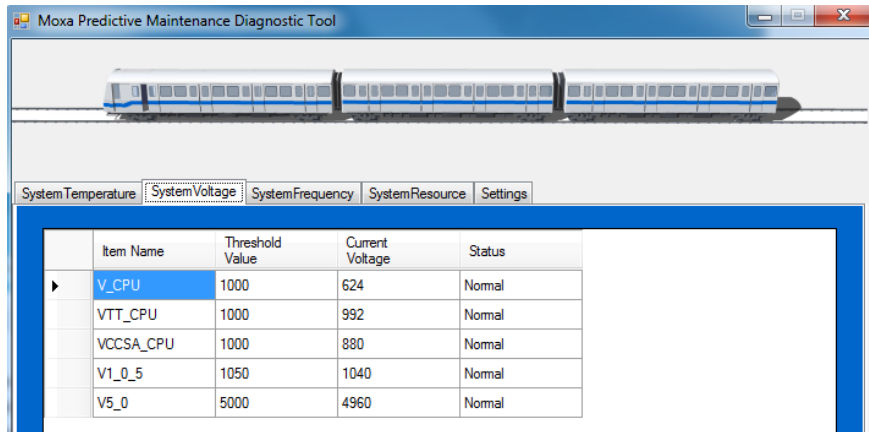 Moxa Predictive Maintenance Diagnostic Tool
SystemTemperature SystemVoltage SystemFrequency SystemResource Settings
Item Name Threshold Value Current Voltage Status
V_CPU 1000 624 Normal
VTT_CPU 1000 992 Normal
VCCSA_CPU 1000 880 Normal
V1_0_5 1050 1040 Normal
V5_0 5000 4960 Normal